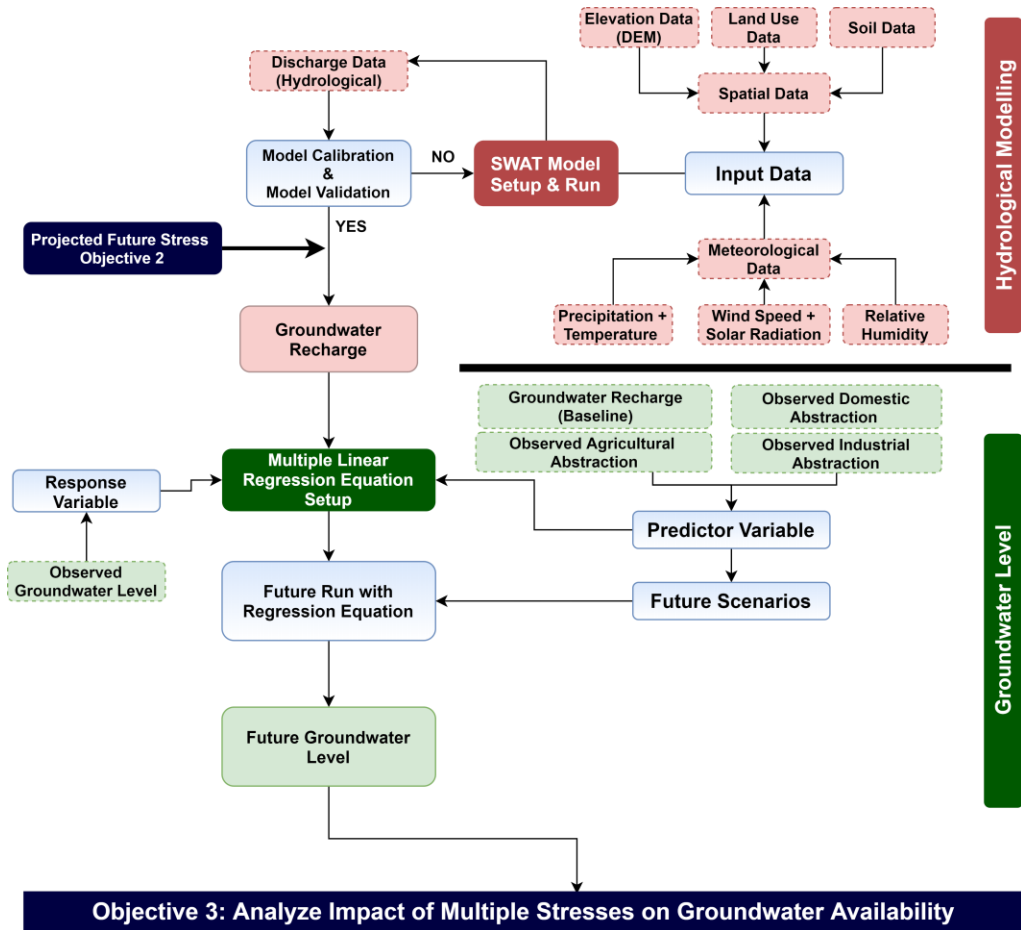 Elevation Data
(DEM)
Land Use
Data
Soil Data
Discharge Data
(Hydrological)
Spatial Data
Model Calibration
&
Model Validation
NO
SWAT Model
Setup & Run
Input Data
YES
Projected Future Stress
Objective 2
Meteorological
Data
Precipitation +
Temperature
Wind Speed +
Solar Radiation
Relative
Humidity
Hydrological Modelling
Groundwater
Recharge
Groundwater Recharge
(Baseline)
Observed Domestic
Abstraction
Observed Agricultural
Abstraction
Observed Industrial
Abstraction
Multiple Linear
Regression Equation
Setup
Response
Variable
Predictor Variable
Observed
Groundwater Level
Future Run with
Regression Equation
Future Scenarios
Groundwater Level
Future Groundwater
Level
Objective 3: Analyze Impact of Multiple Stresses on Groundwater Availability